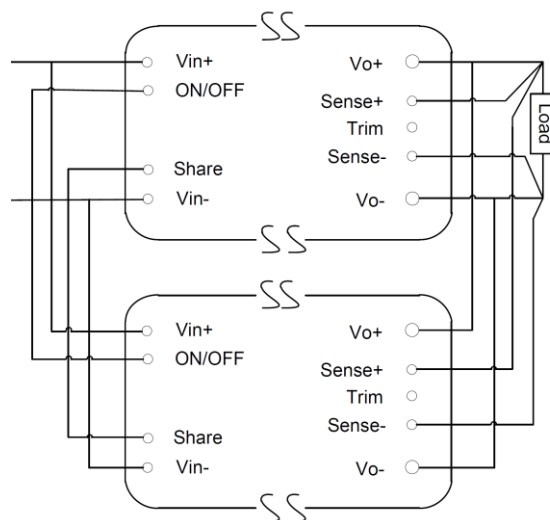 Vin+
Vo+
ON/OFF
Sense+
Load
Trim
Sense-
Share
Vin-
Vo-
Vin+
Vo+
ON/OFF
Sense+
Trim
Sense-
Share
Vin-
Vo-